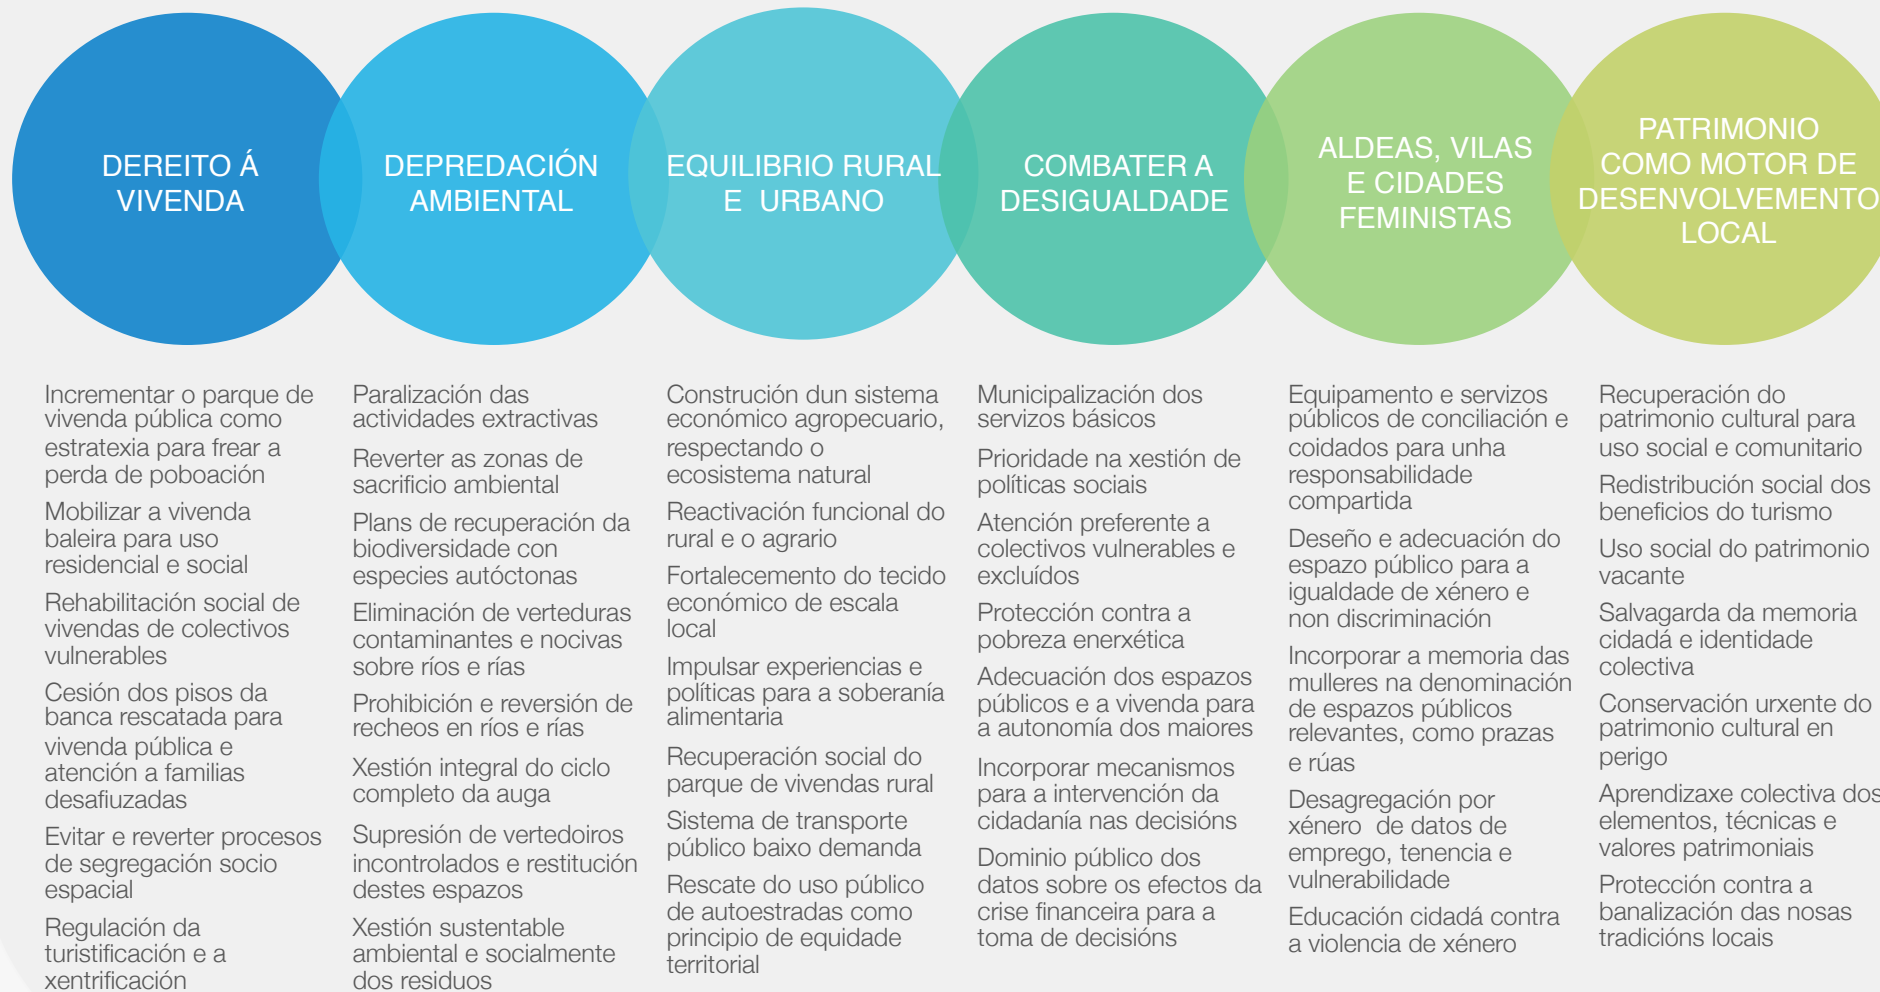 DEREITO Á
VIVENDA
DEPREDACIÓN
AMBIENTAL
EQUILIBRIO RURAL
E  URBANO
COMBATER A
DESIGUALDADE
ALDEAS, VILAS
E CIDADES
FEMINISTAS
PATRIMONIO
COMO MOTOR DE
DESENVOLVEMENTO
LOCAL
Incrementar o parque de
vivenda pública como
estratexia para frear a
perda de poboación
Mobilizar a vivenda
baleira para uso
residencial e social
Rehabilitación social de
vivendas de colectivos
vulnerables
Cesión dos pisos da
banca rescatada para
vivenda pública e
atención a familias
desafiuzadas
Evitar e reverter procesos
de segregación socio
espacial
Regulación da
turistificación e a
xentrificación
Paralización das
actividades extractivas
Reverter as zonas de
sacrificio ambiental
Plans de recuperación da
biodiversidade con
especies autóctonas
Eliminación de verteduras
contaminantes e nocivas
sobre ríos e rías
Prohibición e reversión de
recheos en ríos e rías
Xestión integral do ciclo
completo da auga
Supresión de vertedoiros
incontrolados e restitución
destes espazos
Xestión sustentable
ambiental e socialmente
dos residuos
Construción dun sistema
económico agropecuario,
respectando o
ecosistema natural
Reactivación funcional do
rural e o agrario
Fortalecemento do tecido
económico de escala
local
Impulsar experiencias e
políticas para a soberanía
alimentaria
Recuperación social do
parque de vivendas rural
Sistema de transporte
público baixo demanda
Rescate do uso público
de autoestradas como
principio de equidade
territorial
Municipalización dos
servizos básicos
Prioridade na xestión de
políticas sociais
Atención preferente a
colectivos vulnerables e
excluídos
Protección contra a
pobreza enerxética
Adecuación dos espazos
públicos e a vivenda para
a autonomía dos maiores
Incorporar mecanismos
para a intervención da
cidadanía nas decisións
Dominio público dos
datos sobre os efectos da
crise financeira para a
toma de decisións
Equipamento e servizos
públicos de conciliación e
coidados para unha
responsabilidade
compartida
Deseño e adecuación do
espazo público para a
igualdade de xénero e
non discriminación
Incorporar a memoria das
mulleres na denominación
de espazos públicos
relevantes, como prazas
e rúas
Desagregación por
xénero  de datos de
emprego, tenencia e
vulnerabilidade
Educación cidadá contra
a violencia de xénero
Recuperación do
patrimonio cultural para
uso social e comunitario
Redistribución social dos
beneficios do turismo
Uso social do patrimonio
vacante
Salvagarda da memoria
cidadá e identidade
colectiva
Conservación urxente do
patrimonio cultural en
perigo
Aprendizaxe colectiva dos
elementos, técnicas e
valores patrimoniais
Protección contra a
banalización das nosas
tradicións locais